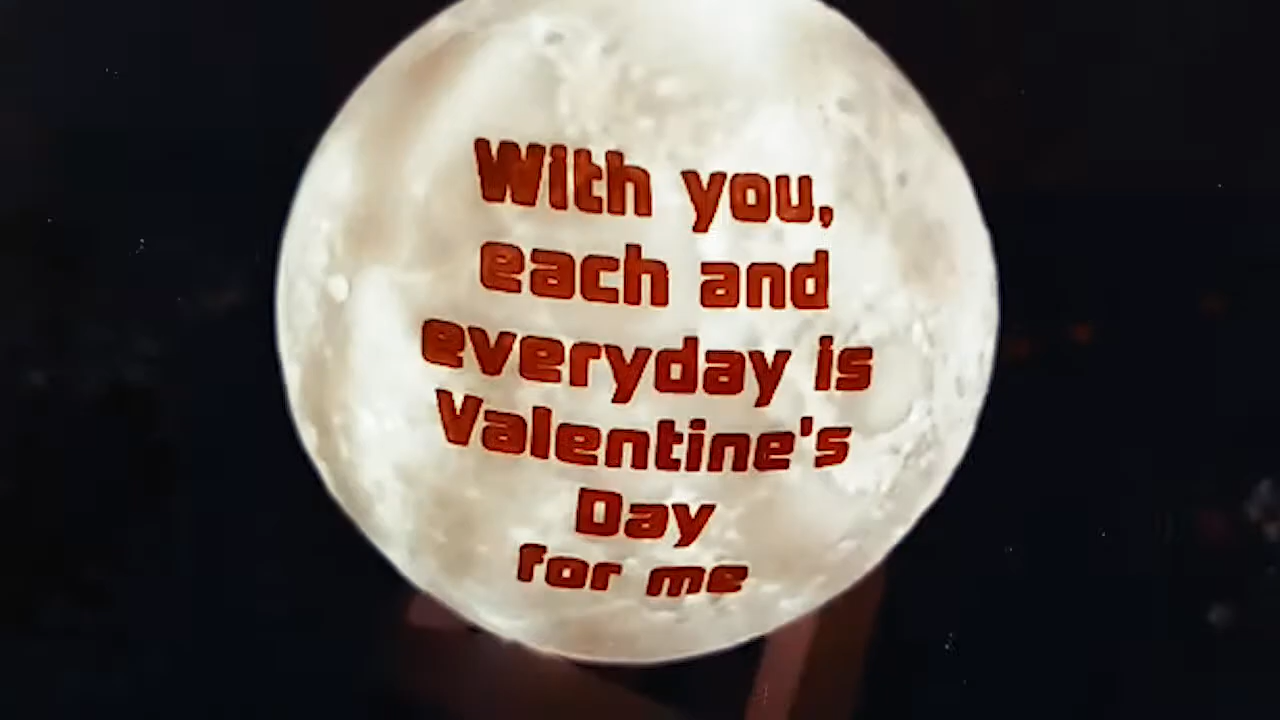 With you,
each and
everyday is
Valentine's
Day
for me